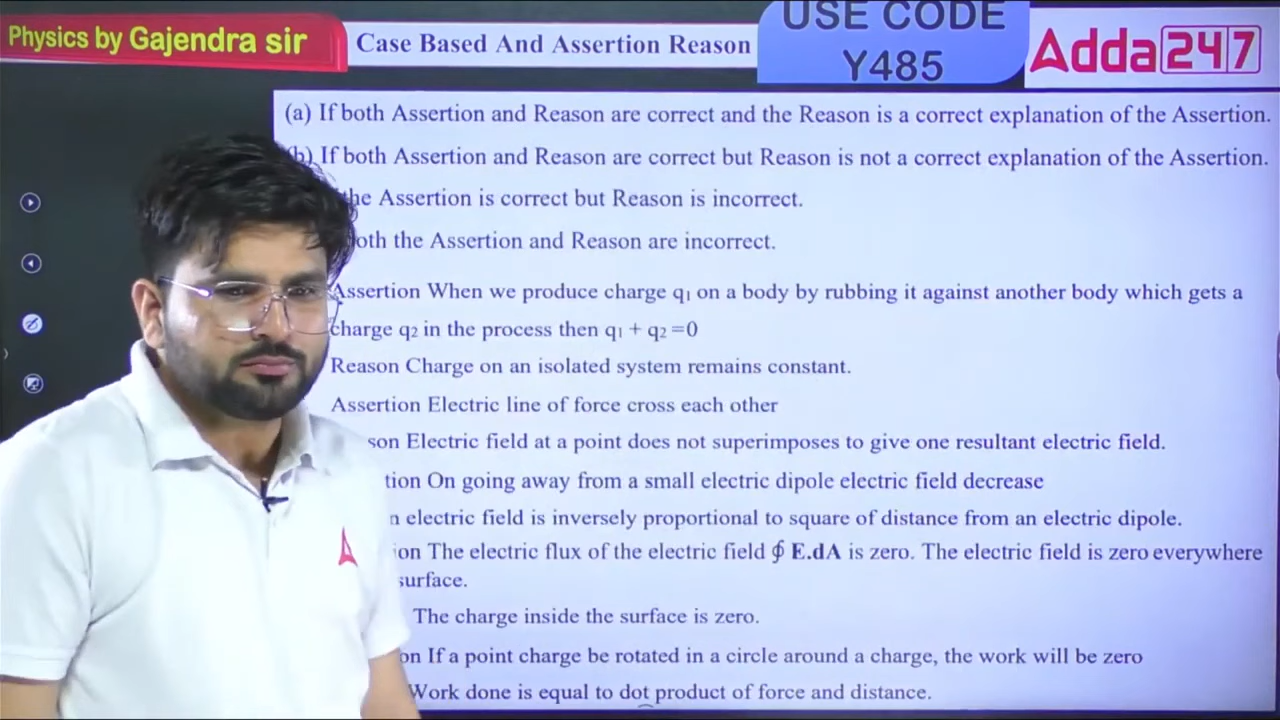 Physics by Gajendra sir
Case Based And Assertion Reason
USE CODE
Y485
Adda247
(a) If both Assertion and Reason are correct and the Reason is a correct explanation of the Assertion.
(b) If both Assertion and Reason are correct but Reason is not a correct explanation of the Assertion.
the Assertion is correct but Reason is incorrect.
the Assertion and Reason are incorrect.
Assertion When we produce charge q₁ on a body by rubbing it against another body which gets a
charge q₂ in the process then q₁ + q₂ =0
Reason Charge on an isolated system remains constant.
Assertion Electric line of force cross each other
Electric field at a point does not superimposes to give one resultant electric field.
On going away from a small electric dipole electric field decrease
electric field is inversely proportional to square of distance from an electric dipole.
The electric flux of the electric field ∮ E.dA is zero. The electric field is zero everywhere
surface.
The charge inside the surface is zero.
If a point charge be rotated in a circle around a charge, the work will be zero
Work done is equal to dot product of force and distance.